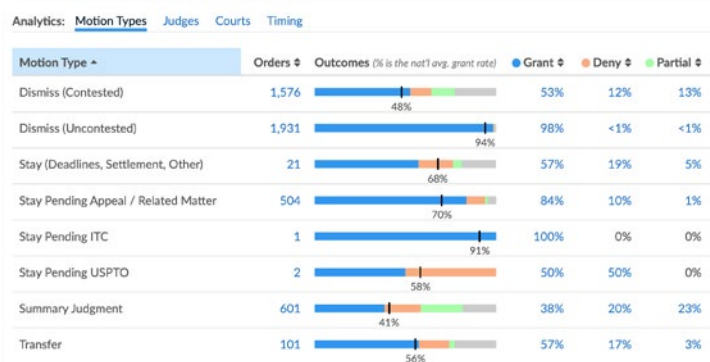 Analytics: Motion Types Judges Courts Timing
Motion Type Orders Outcomes (% is the nat'l avg. grant rate) Grant Deny Partial
Dismiss (Contested) 1,576 48% 53% 12% 13%
Dismiss (Uncontested) 1,931 94% 98% <1% <1%
Stay (Deadlines, Settlement, Other) 21 68% 57% 19% 5%
Stay Pending Appeal / Related Matter 504 70% 84% 10% 1%
Stay Pending ITC 1 91% 100% 0% 0%
Stay Pending USPTO 2 58% 50% 50% 0%
Summary Judgment 601 41% 38% 20% 23%
Transfer 101 56% 57% 17% 3%